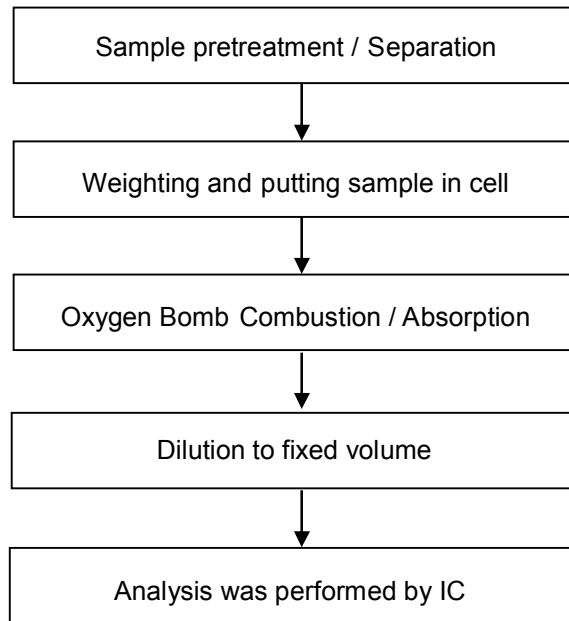 Sample pretreatment / Separation
Weighting and putting sample in cell
Oxygen Bomb Combustion / Absorption
Dilution to fixed volume
Analysis was performed by IC